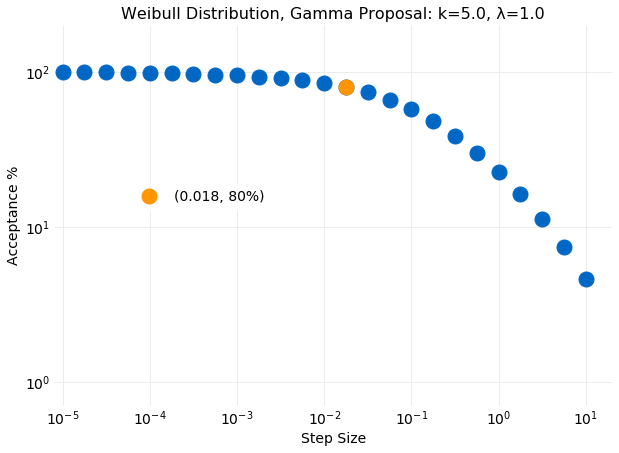 Weibull Distribution, Gamma Proposal: k=5.0, λ=1.0
Acceptance %
10²
10¹
10⁰
(0.018, 80%)
10⁻⁵ 10⁻⁴ 10⁻³ 10⁻² 10⁻¹ 10⁰ 10¹
Step Size